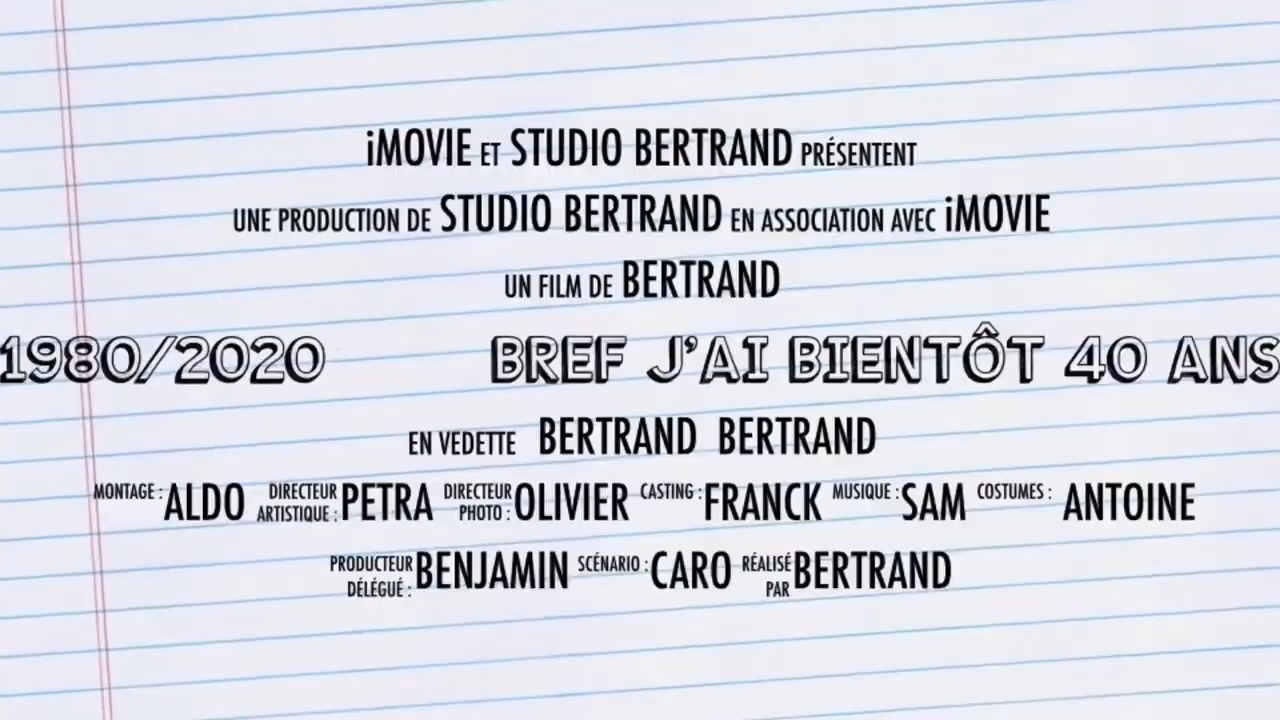 iMOVIE ET STUDIO BERTRAND PRÉSENTENT
UNE PRODUCTION DE STUDIO BERTRAND EN ASSOCIATION AVEC iMOVIE
UN FILM DE BERTRAND
1980/2020 BREF J'AI BIENTÔT 40 ANS
EN VEDETTE BERTRAND BERTRAND
MONTAGE : ALDO DIRECTEUR ARTISTIQUE : PETRA DIRECTEUR PHOTO : OLIVIER CASTING : FRANCK MUSIQUE : SAM COSTUMES : ANTOINE
PRODUCTEUR DÉLÉGUÉ : BENJAMIN SCÉNARIO : CARO RÉALISÉ PAR BERTRAND